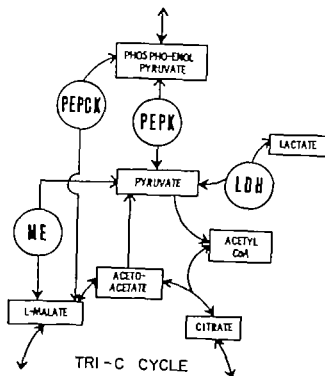 PHOSPHO-ENOL
PYRUVATE
PEPCK
PEPK
LACTATE
PYRUVATE
LDH
ME
ACETYL
CoA
ACETO-
ACETATE
L-MALATE
CITRATE
TRI-C CYCLE